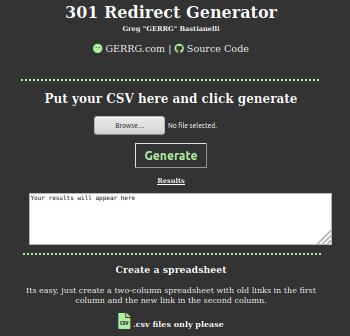 301 Redirect Generator
Greg "GERRG" Bastianelli
GERRG.com | Source Code
Put your CSV here and click generate
Browse... No file selected.
Generate
Results
Your results will appear here
Create a spreadsheet
Its easy, just create a two-column spreadsheet with old links in the first
column and the new link in the second column.
CSV .csv files only please